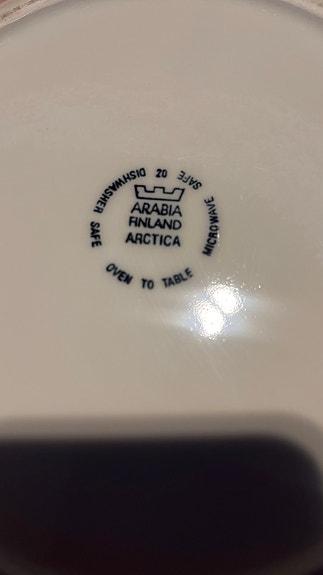 20
ARABIA
FINLAND
ARCTICA
MICROWAVE SAFE
OVEN TO TABLE
DISHWASHER SAFE